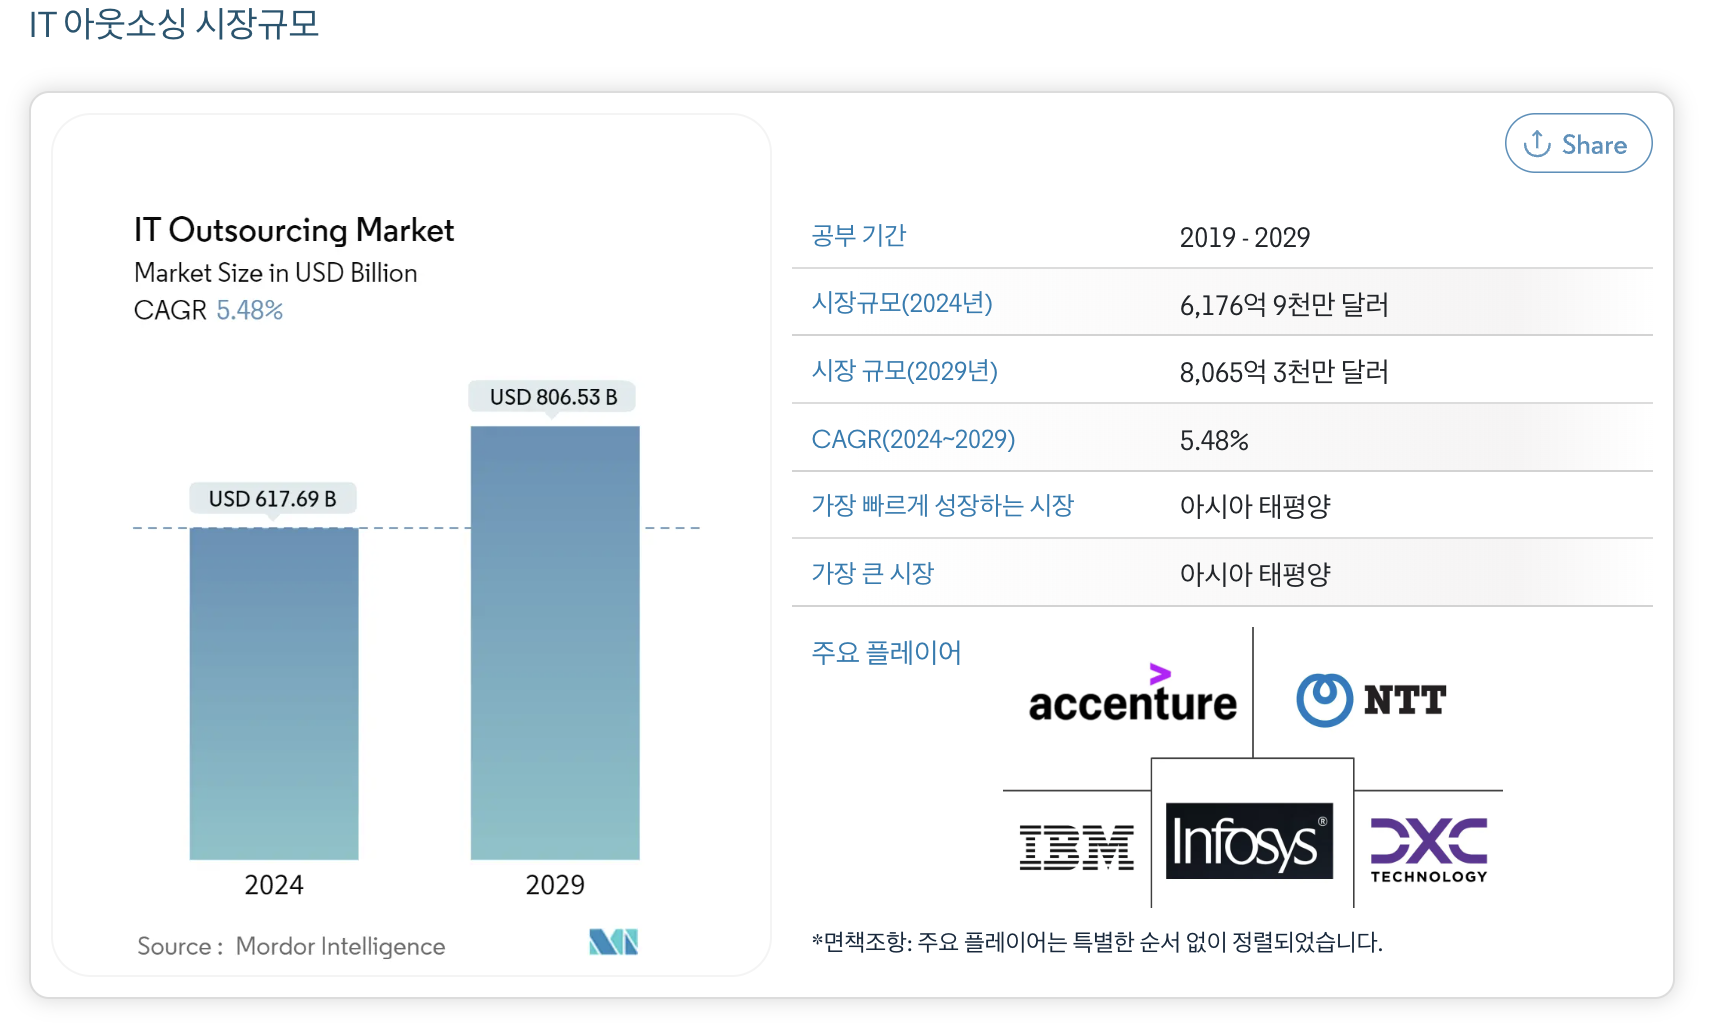 IT 아웃소싱 시장규모
Share
IT Outsourcing Market
Market Size in USD Billion
CAGR 5.48%
USD 806.53 B
USD 617.69 B
2024
2029
Source : Mordor Intelligence
공부 기간
2019 - 2029
시장규모(2024년)
6,176억 9천만 달러
시장 규모(2029년)
8,065억 3천만 달러
CAGR(2024~2029)
5.48%
가장 빠르게 성장하는 시장
아시아 태평양
가장 큰 시장
아시아 태평양
주요 플레이어
accenture
NTT
IBM
Infosys®
DXC
TECHNOLOGY
*면책조항: 주요 플레이어는 특별한 순서 없이 정렬되었습니다.